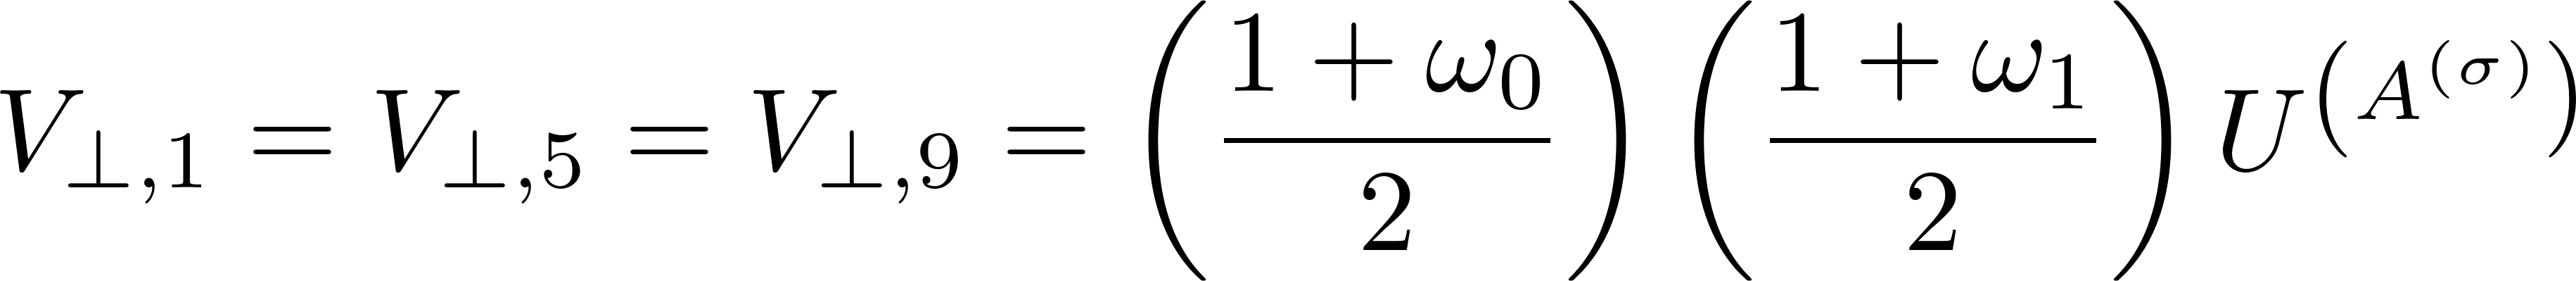 $V_{\perp,1} = V_{\perp,5} = V_{\perp,9} = \left(\frac{1+\omega_0}{2}\right)\left(\frac{1+\omega_1}{2}\right) U^{\left(A^{(\sigma)}\right)}$